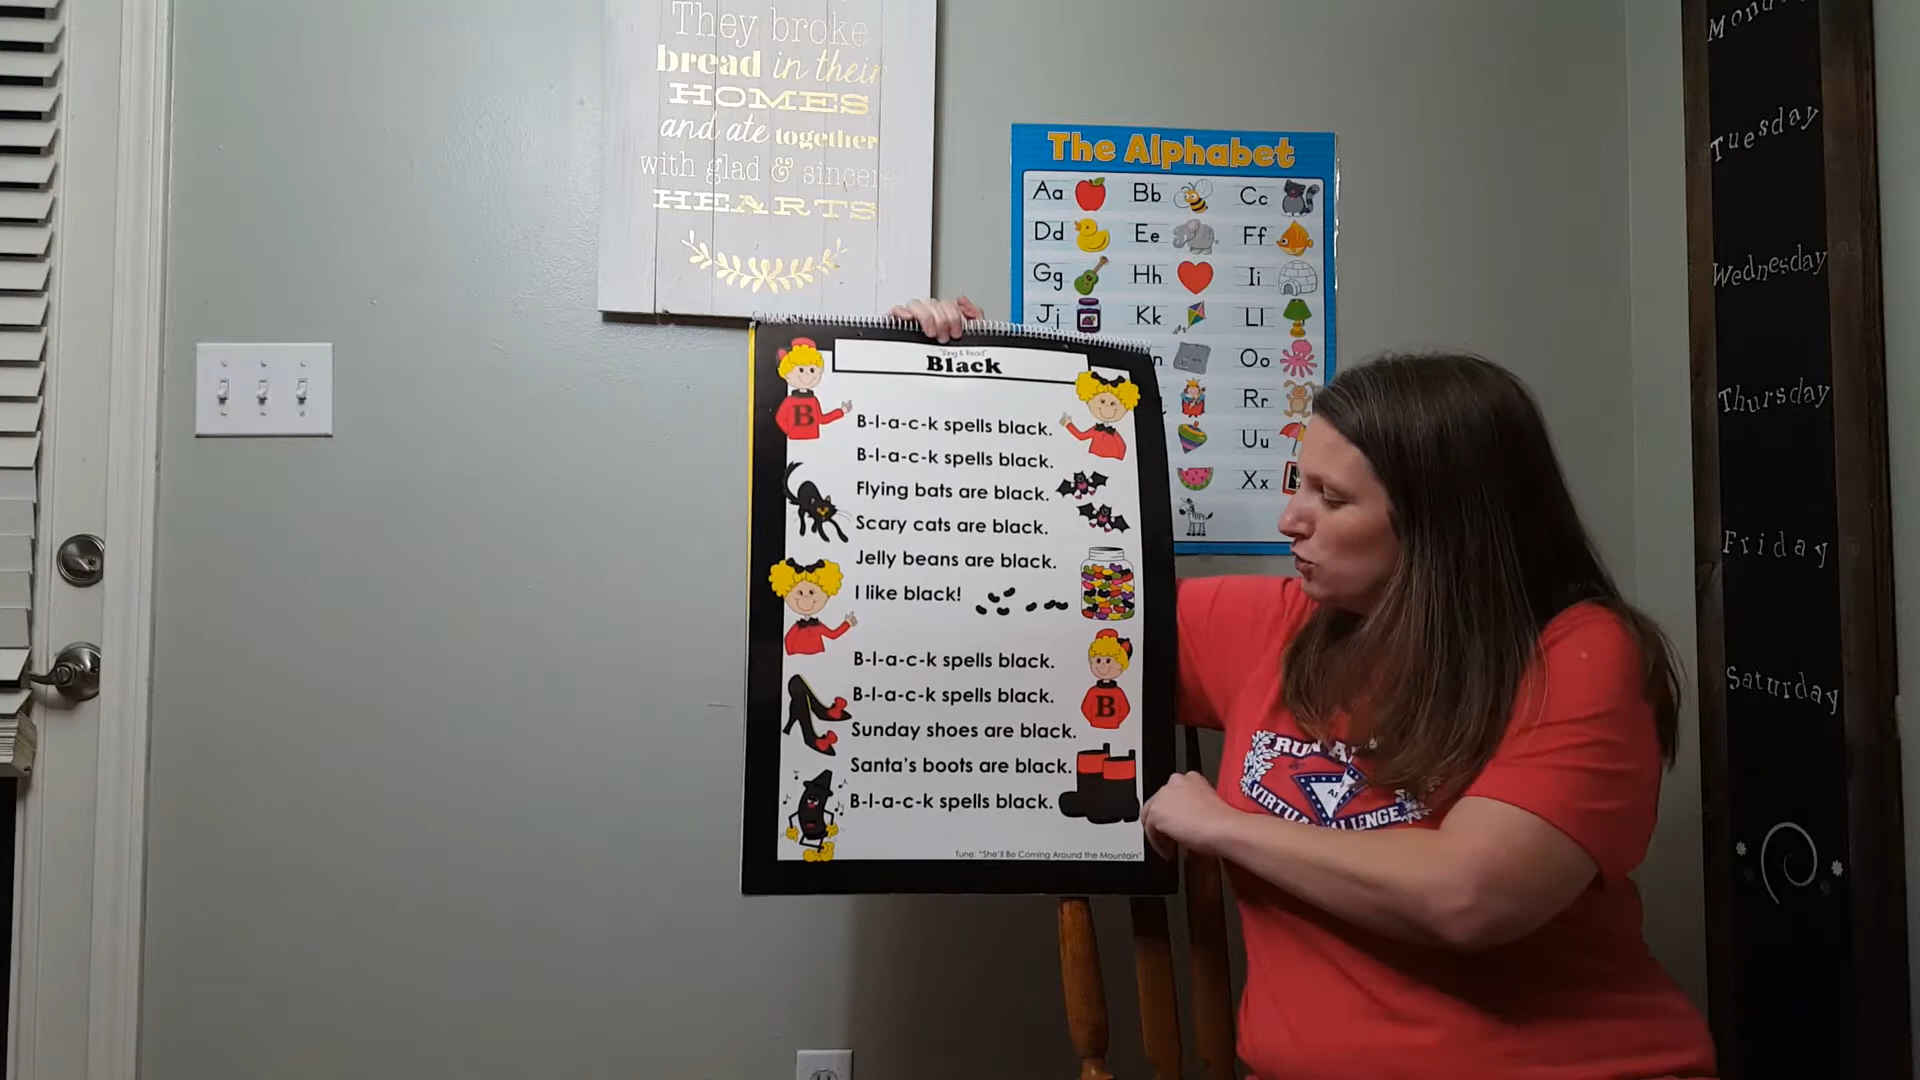 They broke
bread in their
HOMES
and ate together
with glad & sincere
HEARTS
The Alphabet
Aa Bb Cc
Dd Ee Ff
Gg Hh Ii
Jj Kk Ll
n Oo
Rr
Uu
Xx
"Sing & Read"
Black
B-l-a-c-k spells black.
B-l-a-c-k spells black.
Flying bats are black.
Scary cats are black.
Jelly beans are black.
I like black!
B-l-a-c-k spells black.
B-l-a-c-k spells black.
Sunday shoes are black.
Santa's boots are black.
B-l-a-c-k spells black.
Tune: "She'll Be Coming Around the Mountain"
B
B
RUN
VIRTUAL CHALLENGE
Monday
Tuesday
Wednesday
Thursday
Friday
Saturday